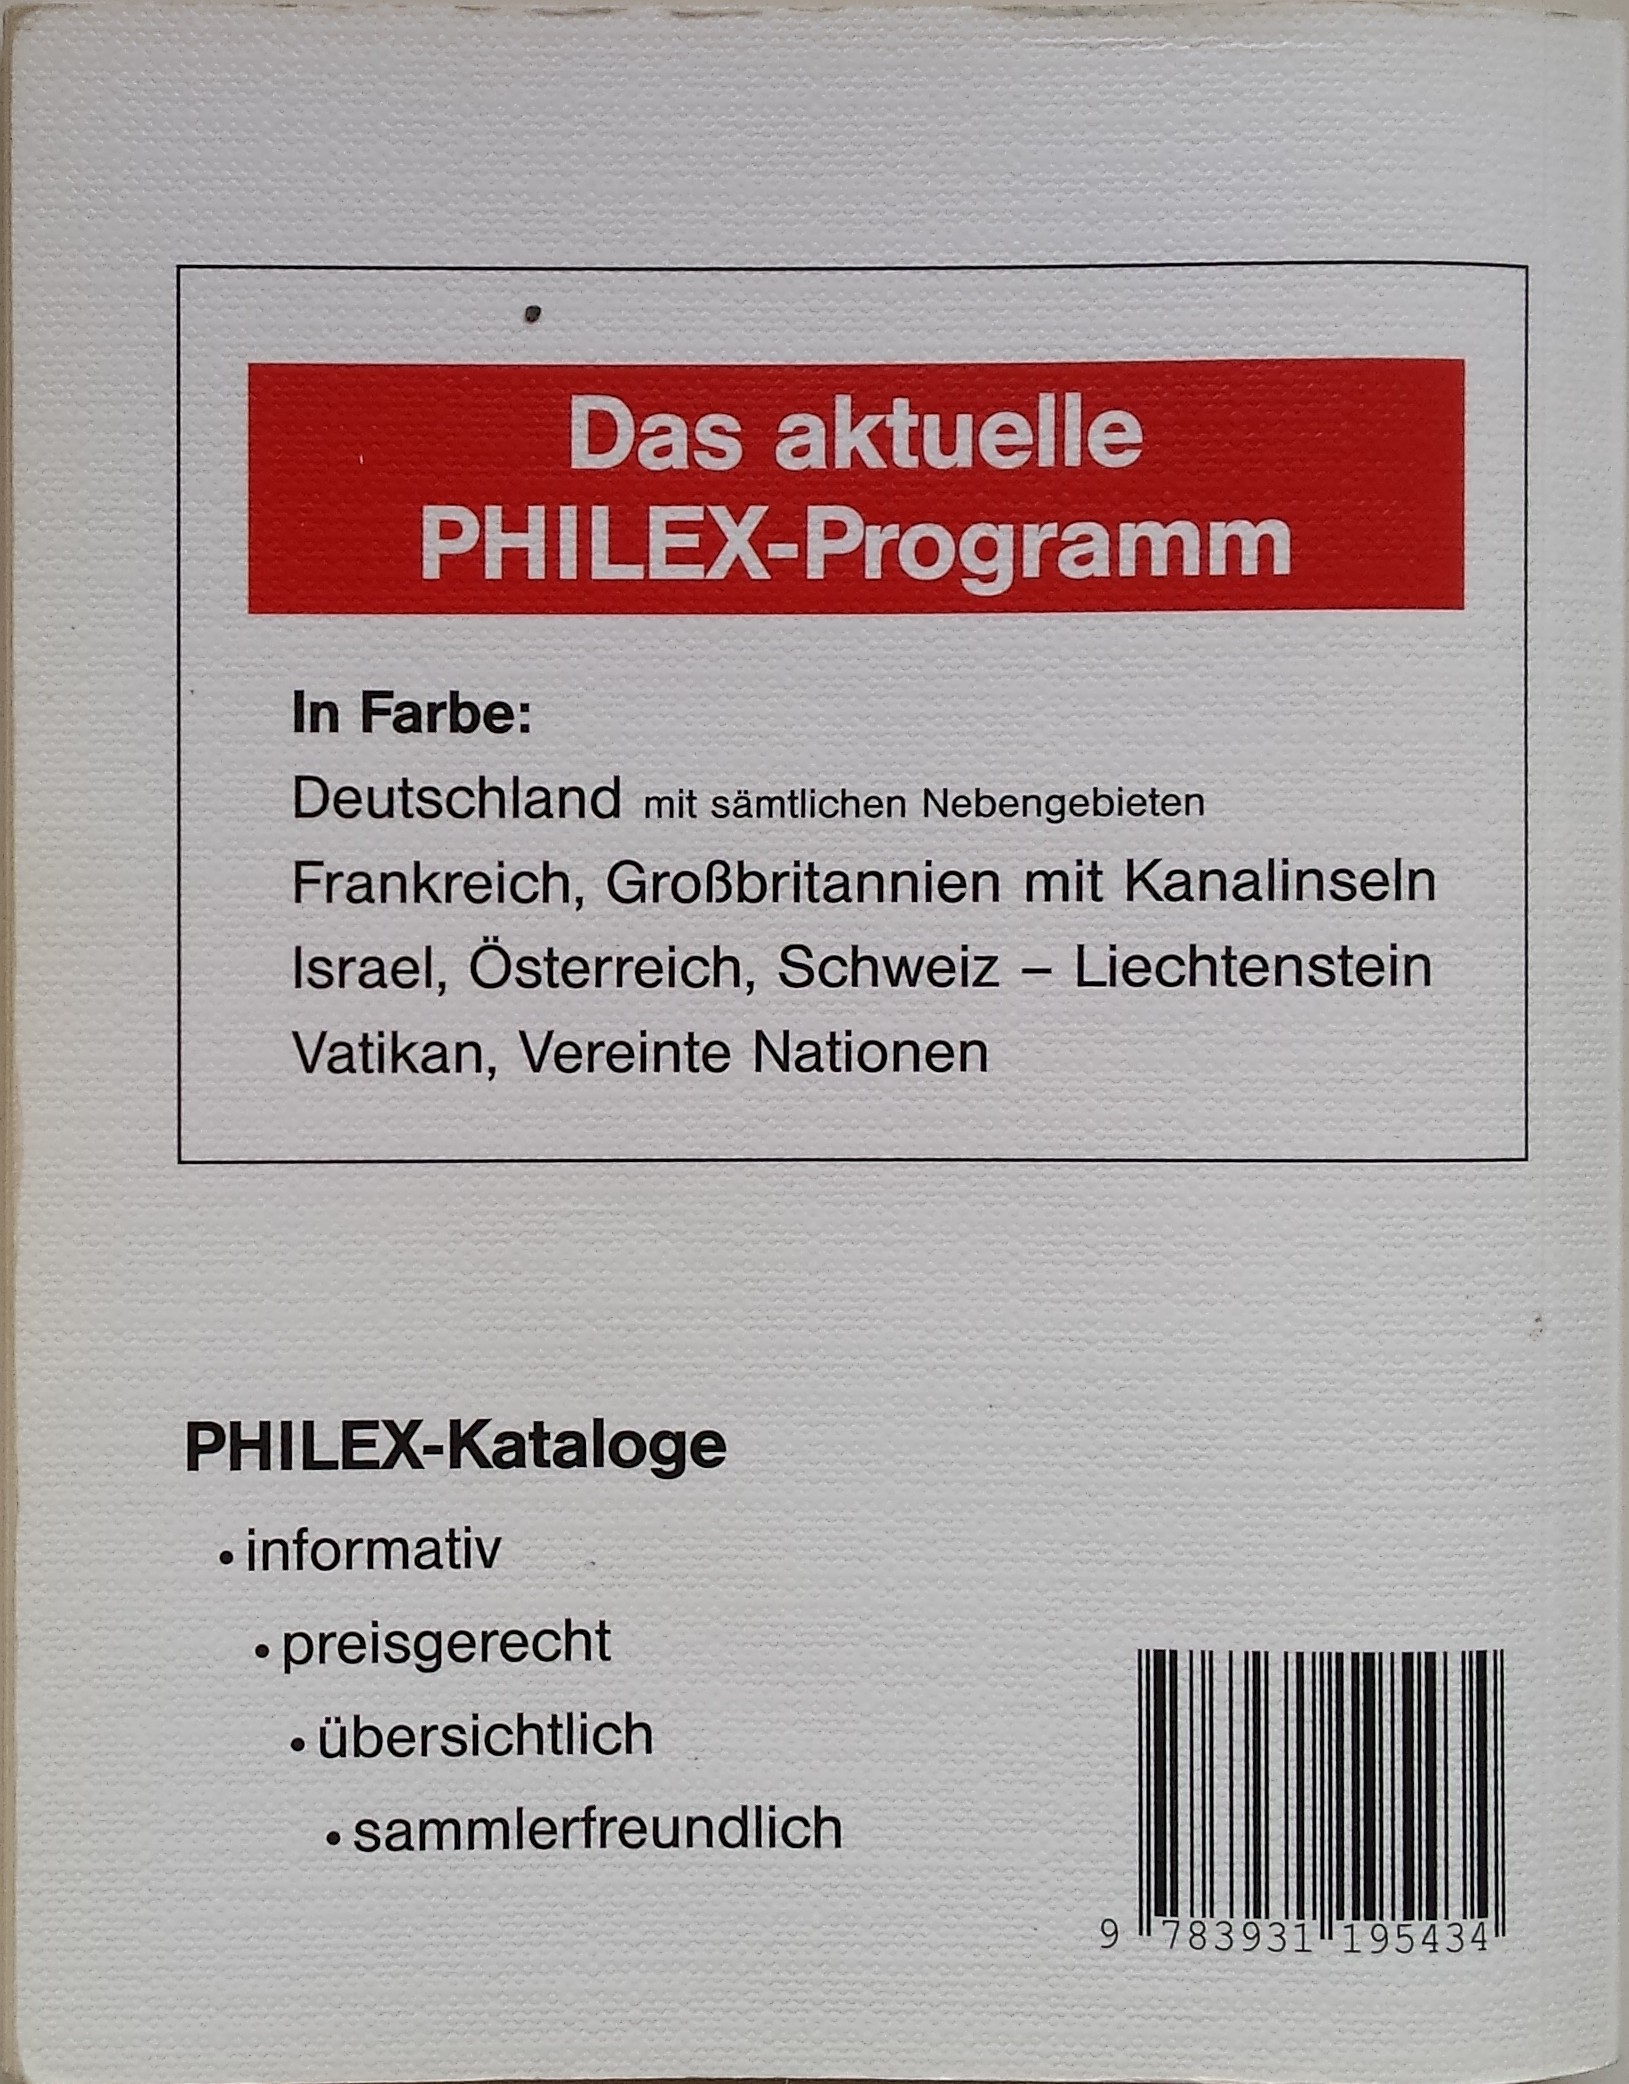 Das aktuelle
PHILEX-Programm
In Farbe:
Deutschland mit sämtlichen Nebengebieten
Frankreich, Großbritannien mit Kanalinseln
Israel, Österreich, Schweiz – Liechtenstein
Vatikan, Vereinte Nationen
PHILEX-Kataloge
• informativ
• preisgerecht
• übersichtlich
• sammlerfreundlich
9 783931 195434